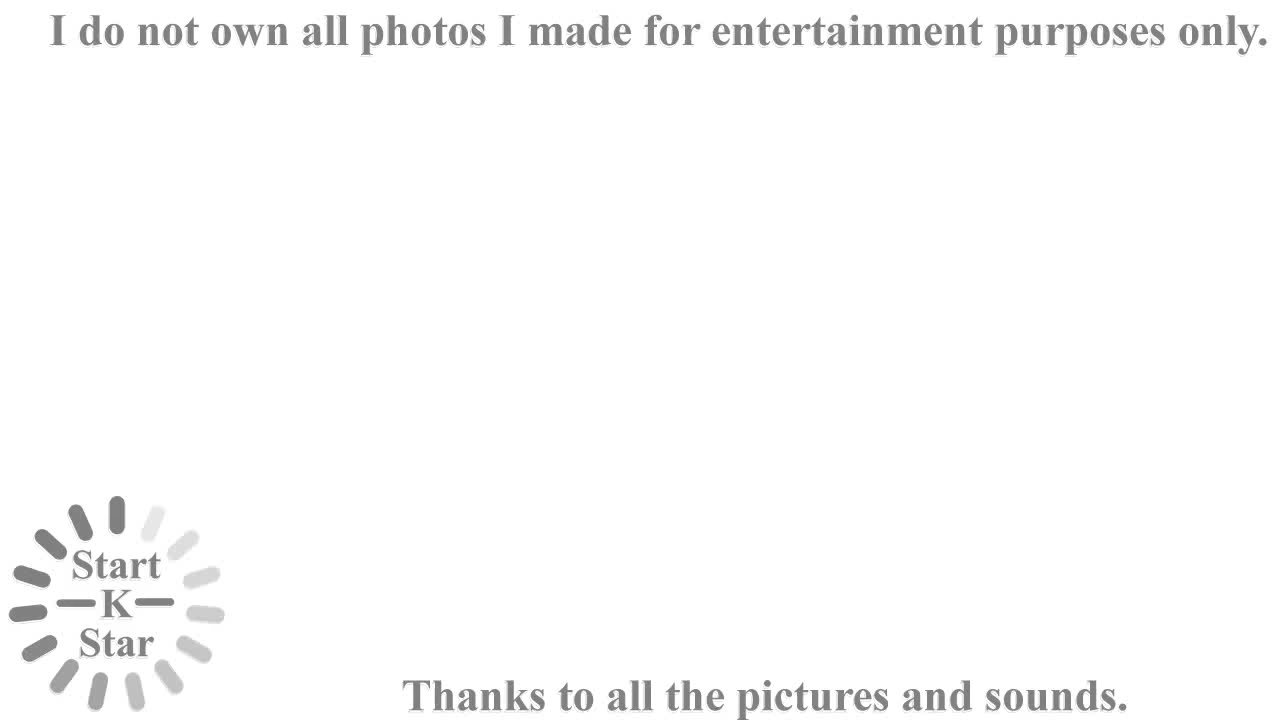 I do not own all photos I made for entertainment purposes only.
Start
K
Star
Thanks to all the pictures and sounds.